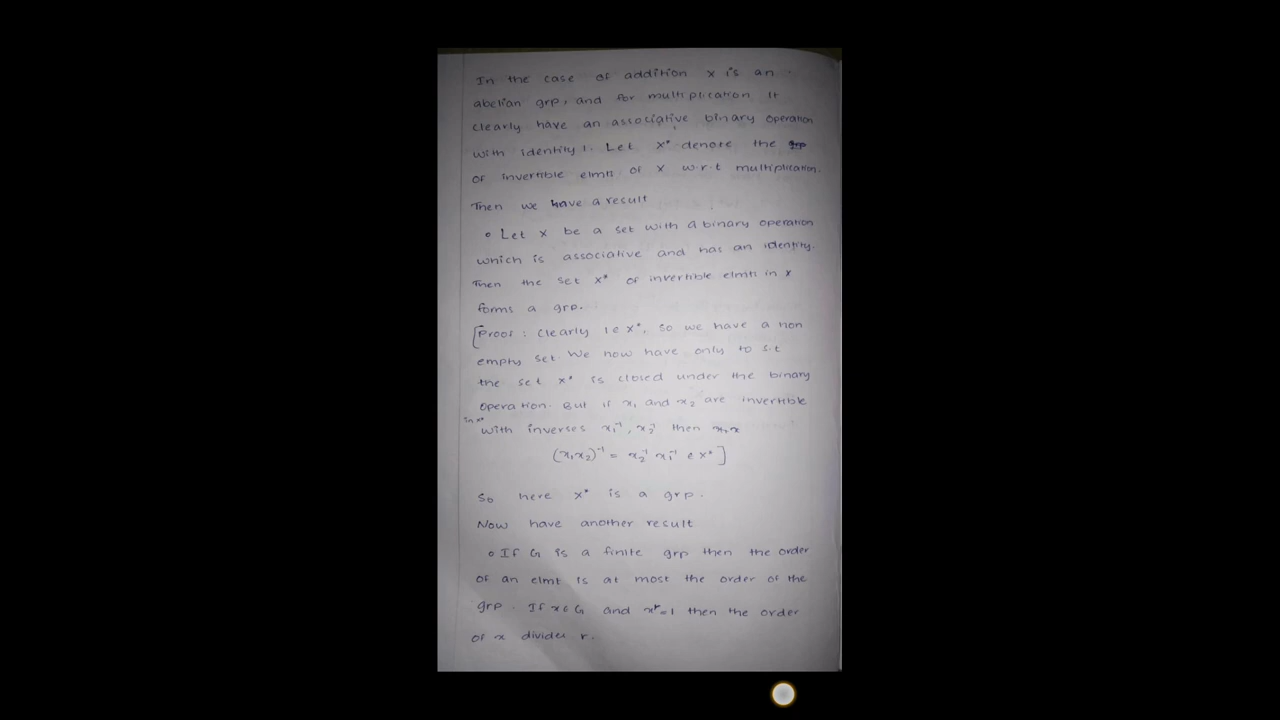 In the case of addition X is an
abelian grp, and for multiplication it
clearly have an associative binary operation
with identity 1. Let X* denote the grp
of invertible elmts of X w.r.t multiplication.
Then we have a result
• Let X be a set with a binary operation
which is associative and has an identity.
Then the set X* of invertible elmts in X
forms a grp.
[Proof : Clearly 1 ∈ X*, so we have a non
empty set. We now have only to s.t
the set X* is closed under the binary
operation. But if x₁ and x₂ are invertible
in X*
with inverses x₁⁻¹, x₂⁻¹ then x₁x
(x₁x₂)⁻¹ = x₂⁻¹ x₁⁻¹ ∈ X*]
So here X* is a grp.
Now have another result
• If G is a finite grp then the order
of an elmt is at most the order of the
grp. If x ∈ G and xʳ = 1 then the order
of x divides r.